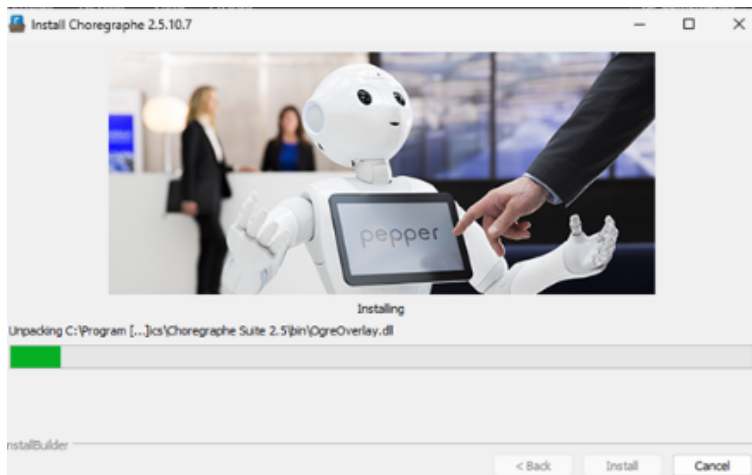 Install Choregraphe 2.5.10.7
pepper
Installing
Unpacking C:\Program [...]ics\Choregraphe Suite 2.5\bin\OgreOverlay.dll
nstallBuilder
< Back Install Cancel